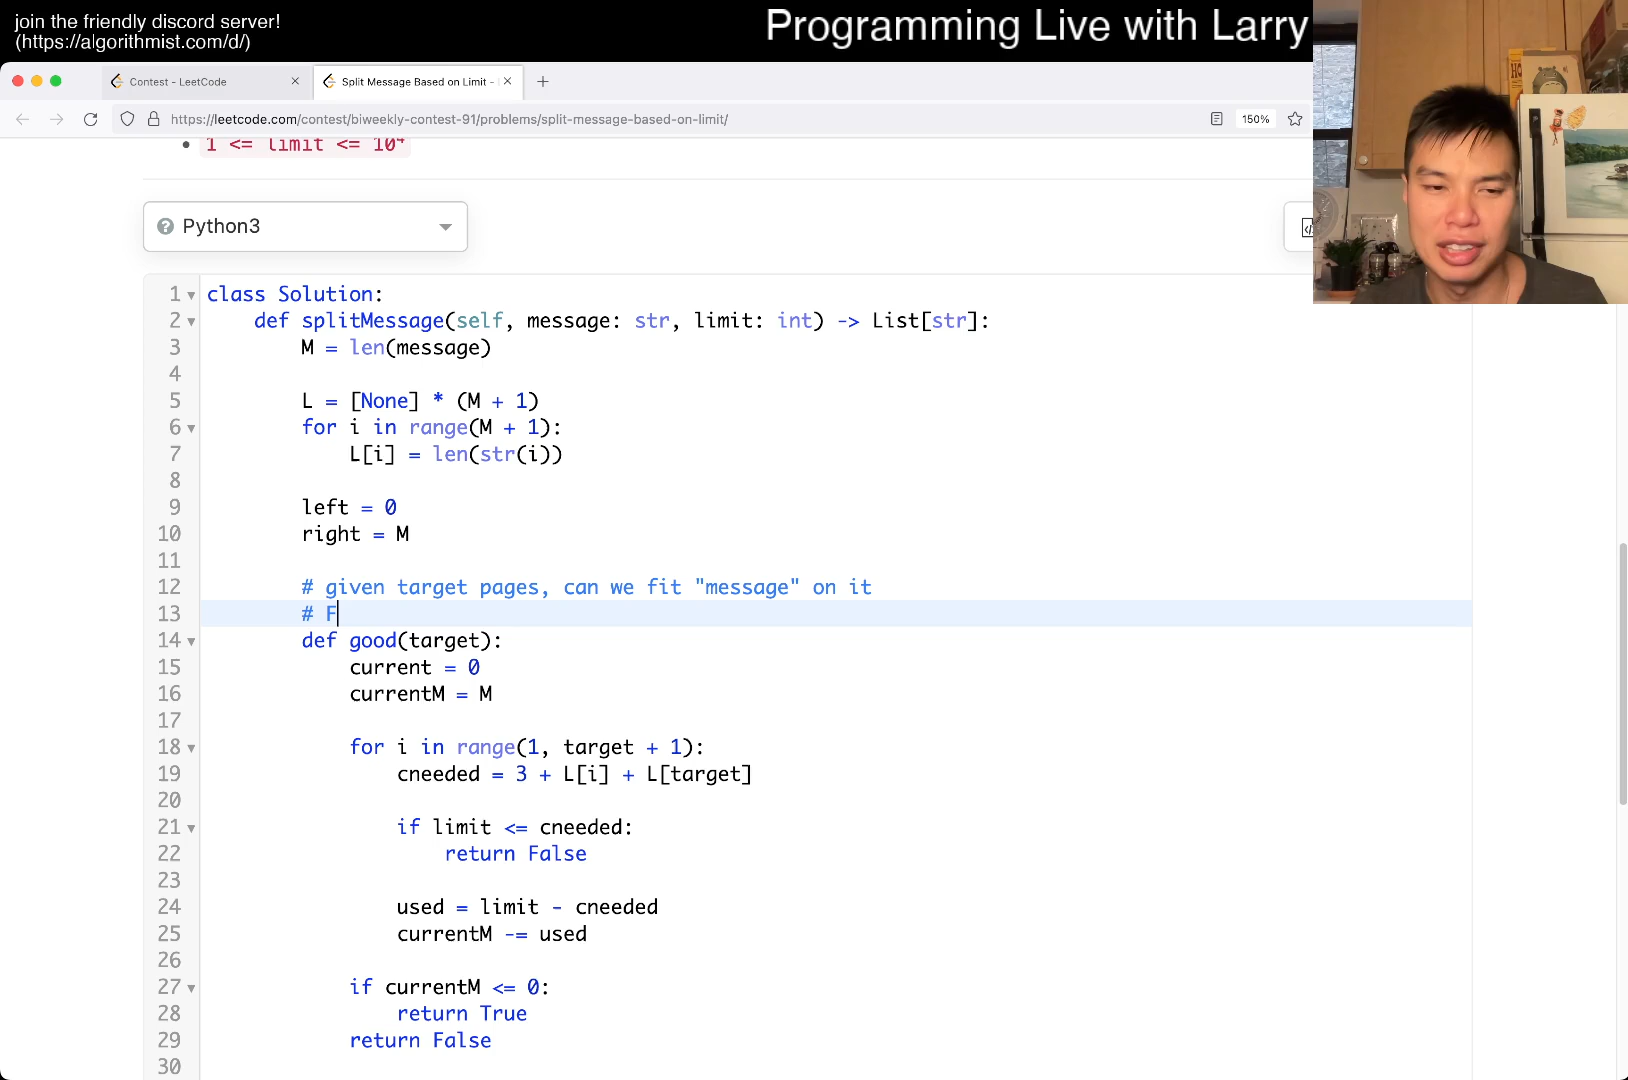 join the friendly discord server!
(https://algorithmist.com/d/)
Programming Live with Larry
Contest - LeetCode
Split Message Based on Limit -
https://leetcode.com/contest/biweekly-contest-91/problems/split-message-based-on-limit/
150%
1 <= limit <= 10⁴
Python3
1 class Solution:
2     def splitMessage(self, message: str, limit: int) -> List[str]:
3         M = len(message)
4
5         L = [None] * (M + 1)
6         for i in range(M + 1):
7             L[i] = len(str(i))
8
9         left = 0
10         right = M
11
12         # given target pages, can we fit "message" on it
13         # F
14         def good(target):
15             current = 0
16             currentM = M
17
18             for i in range(1, target + 1):
19                 cneeded = 3 + L[i] + L[target]
20
21                 if limit <= cneeded:
22                     return False
23
24                 used = limit - cneeded
25                 currentM -= used
26
27             if currentM <= 0:
28                 return True
29             return False
30